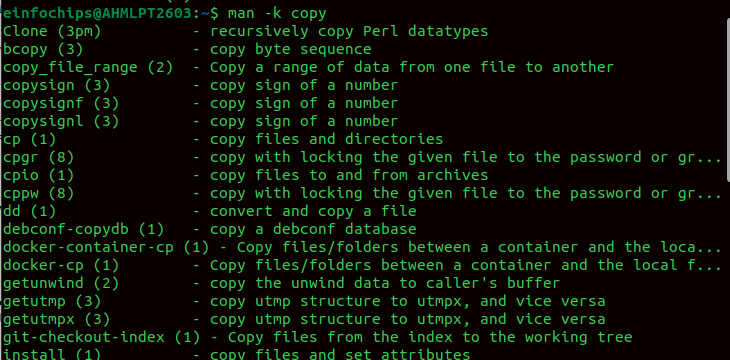 einfochips@AHMLPT2603:~$ man -k copy
Clone (3pm)          - recursively copy Perl datatypes
bcopy (3)            - copy byte sequence
copy_file_range (2)  - Copy a range of data from one file to another
copysign (3)         - copy sign of a number
copysignf (3)        - copy sign of a number
copysignl (3)        - copy sign of a number
cp (1)               - copy files and directories
cpgr (8)             - copy with locking the given file to the password or gr...
cpio (1)             - copy files to and from archives
cppw (8)             - copy with locking the given file to the password or gr...
dd (1)               - convert and copy a file
debconf-copydb (1)   - copy a debconf database
docker-container-cp (1) - Copy files/folders between a container and the loca...
docker-cp (1)        - Copy files/folders between a container and the local f...
getunwind (2)        - copy the unwind data to caller's buffer
getutmp (3)          - copy utmp structure to utmpx, and vice versa
getutmpx (3)         - copy utmp structure to utmpx, and vice versa
git-checkout-index (1) - Copy files from the index to the working tree
install (1)          - copy files and set attributes